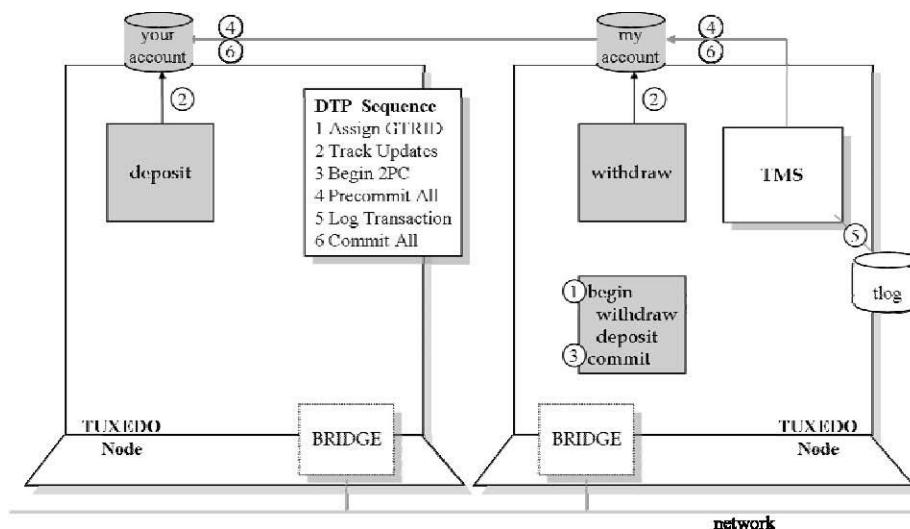 your
account
④
⑥
②
deposit
TUXEDO
Node
BRIDGE
DTP Sequence
1 Assign GTRID
2 Track Updates
3 Begin 2PC
4 Precommit All
5 Log Transaction
6 Commit All
my
account
④
⑥
②
withdraw
TMS
⑤
tlog
① begin
withdraw
deposit
③ commit
BRIDGE
TUXEDO
Node
network